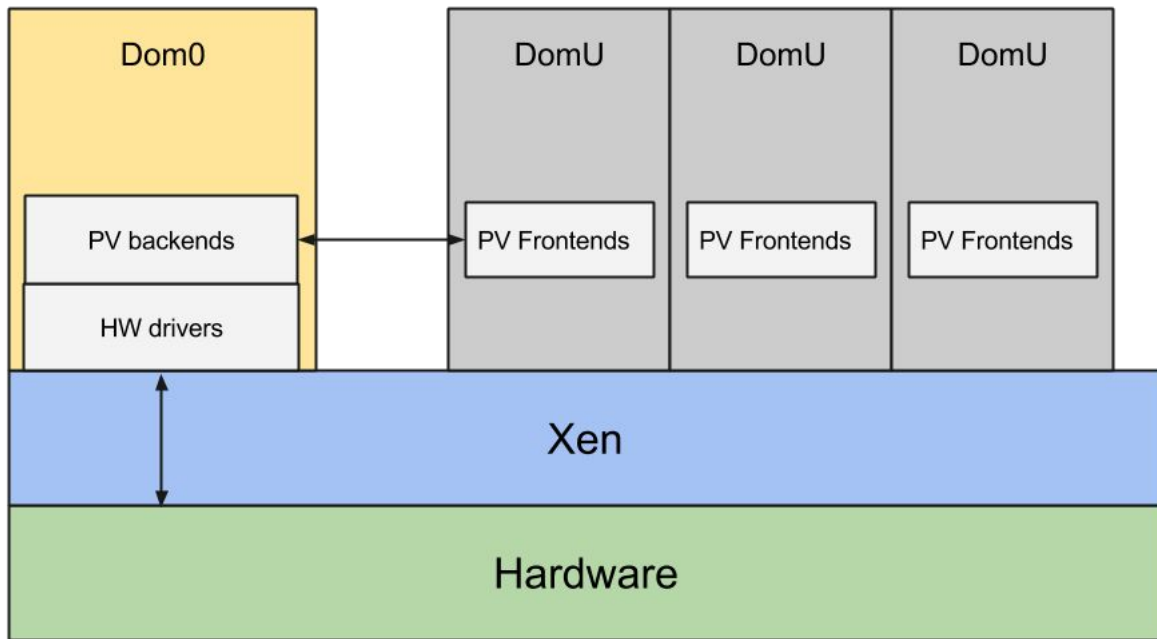 Dom0
DomU
DomU
DomU
PV backends
PV Frontends
PV Frontends
PV Frontends
HW drivers
Xen
Hardware